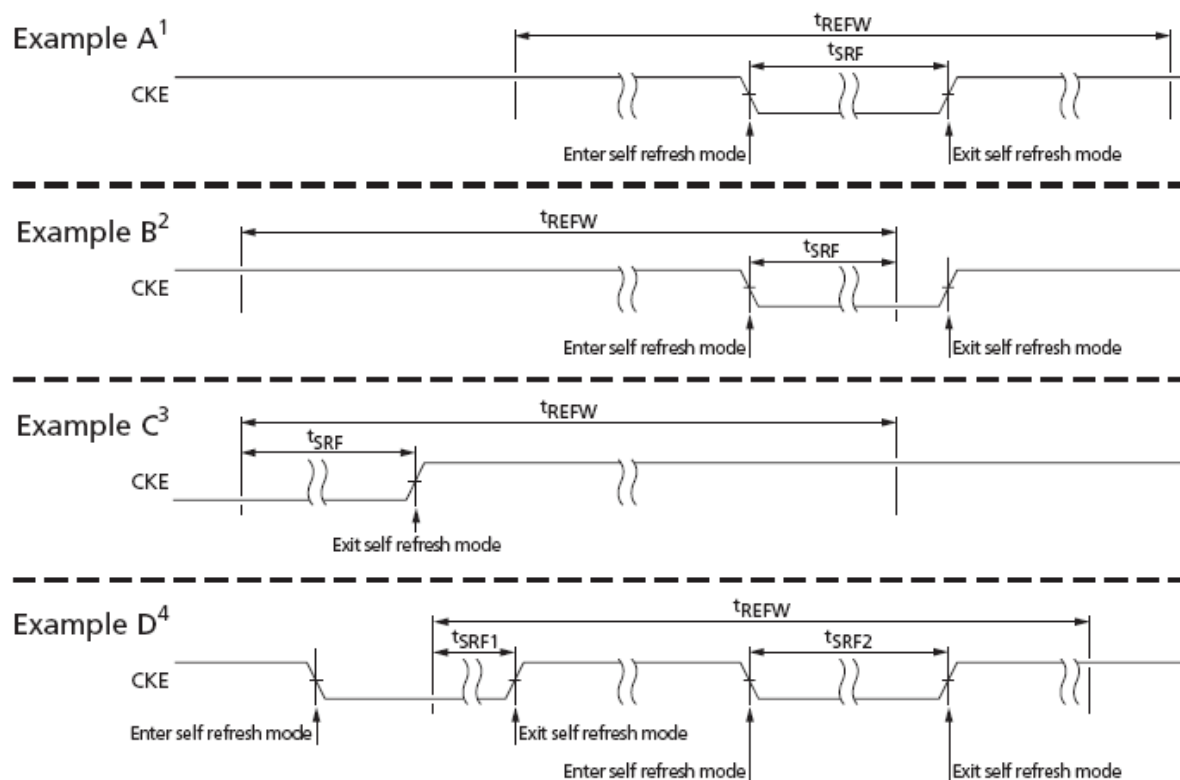 Example A¹
tREFW
tSRF
CKE
Enter self refresh mode
Exit self refresh mode
Example B²
tREFW
tSRF
CKE
Enter self refresh mode
Exit self refresh mode
Example C³
tREFW
tSRF
CKE
Exit self refresh mode
Example D⁴
tREFW
tSRF1
tSRF2
CKE
Enter self refresh mode
Exit self refresh mode
Enter self refresh mode
Exit self refresh mode